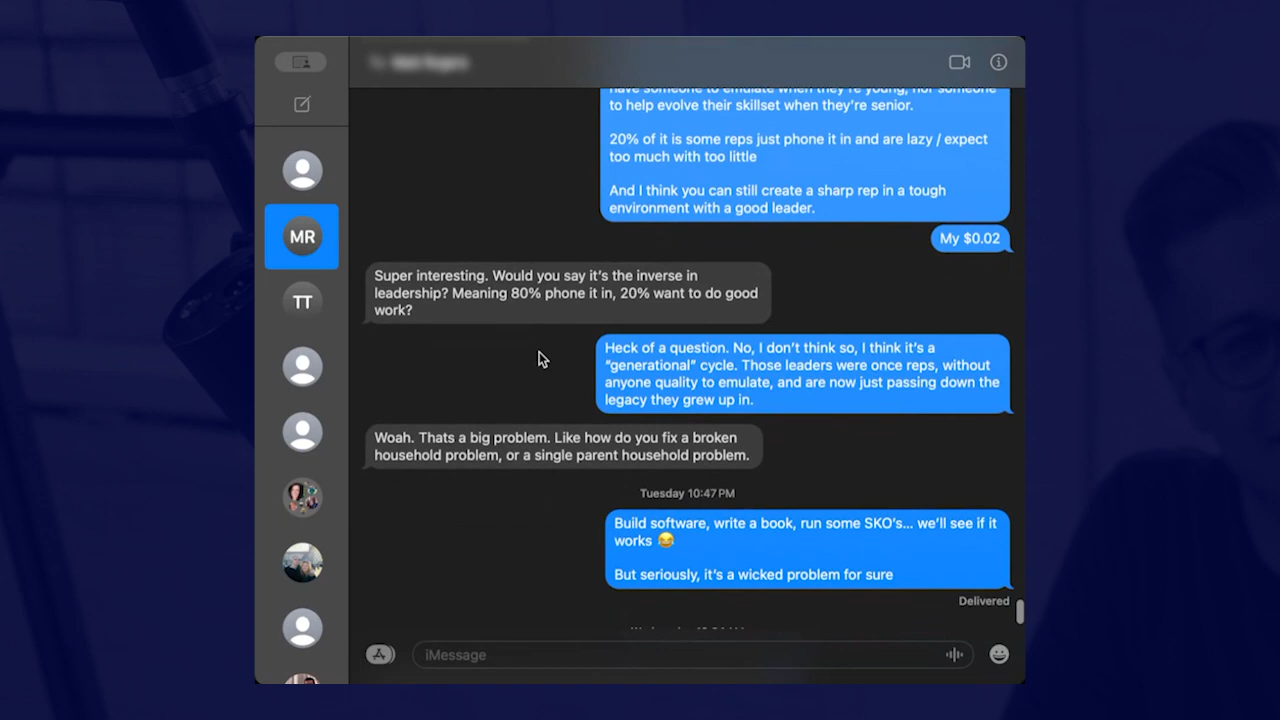 have someone to emulate when they're young, nor someone
to help evolve their skillset when they're senior.
20% of it is some reps just phone it in and are lazy / expect
too much with too little
And I think you can still create a sharp rep in a tough
environment with a good leader.
My $0.02
MR
Super interesting. Would you say it's the inverse in
leadership? Meaning 80% phone it in, 20% want to do good
work?
TT
Heck of a question. No, I don't think so, I think it's a
“generational” cycle. Those leaders were once reps, without
anyone quality to emulate, and are now just passing down the
legacy they grew up in.
Woah. Thats a big problem. Like how do you fix a broken
household problem, or a single parent household problem.
Tuesday 10:47 PM
Build software, write a book, run some SKO's... we'll see if it
works 😂
But seriously, it's a wicked problem for sure
Delivered
iMessage